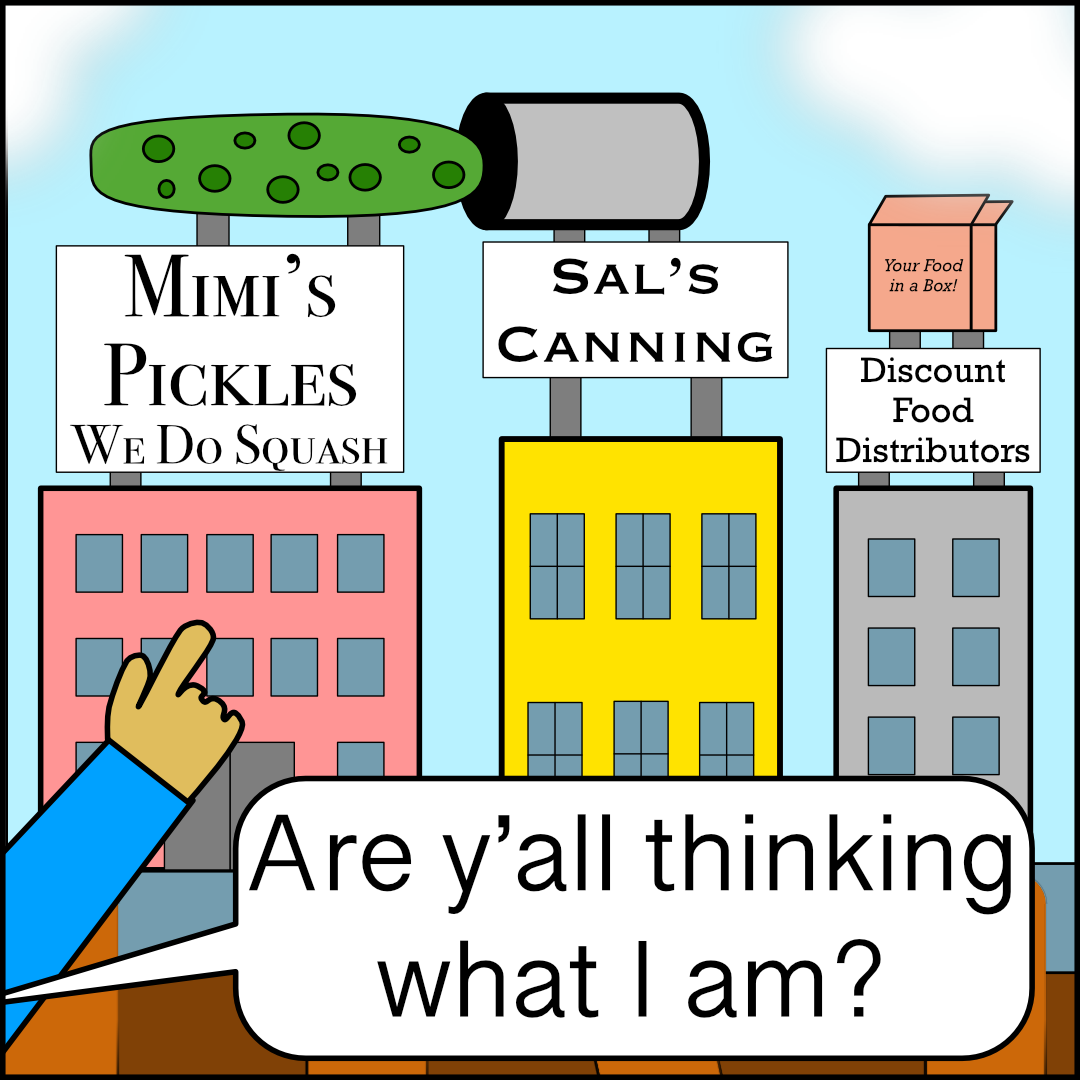 Mimi's
Pickles
We Do Squash
Sal's
Canning
Your Food
in a Box!
Discount
Food
Distributors
Are y'all thinking
what I am?